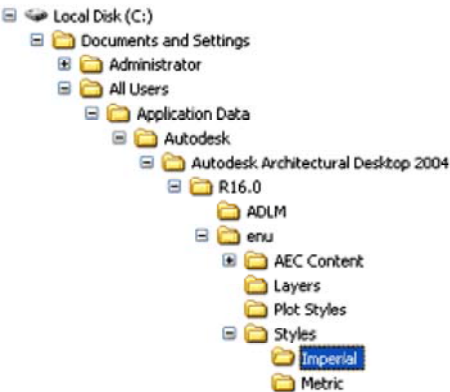 Local Disk (C:)
Documents and Settings
Administrator
All Users
Application Data
Autodesk
Autodesk Architectural Desktop 2004
R16.0
ADLM
enu
AEC Content
Layers
Plot Styles
Styles
Imperial
Metric